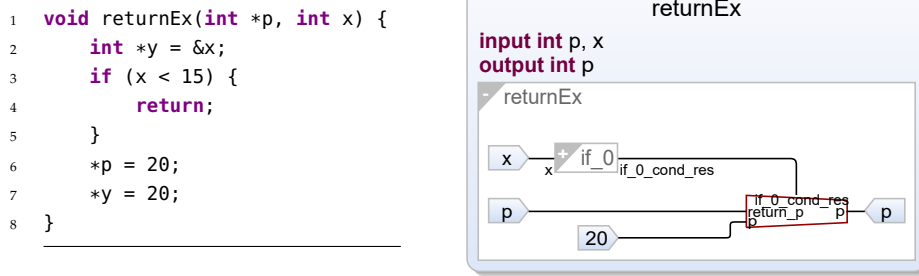 1 void returnEx(int *p, int x) {
2     int *y = &x;
3     if (x < 15) {
4         return;
5     }
6     *p = 20;
7     *y = 20;
8 }
returnEx
input int p, x
output int p
- returnEx
x x + if_0 if_0_cond_res
if_0_cond_res
p return_p p p
p
20